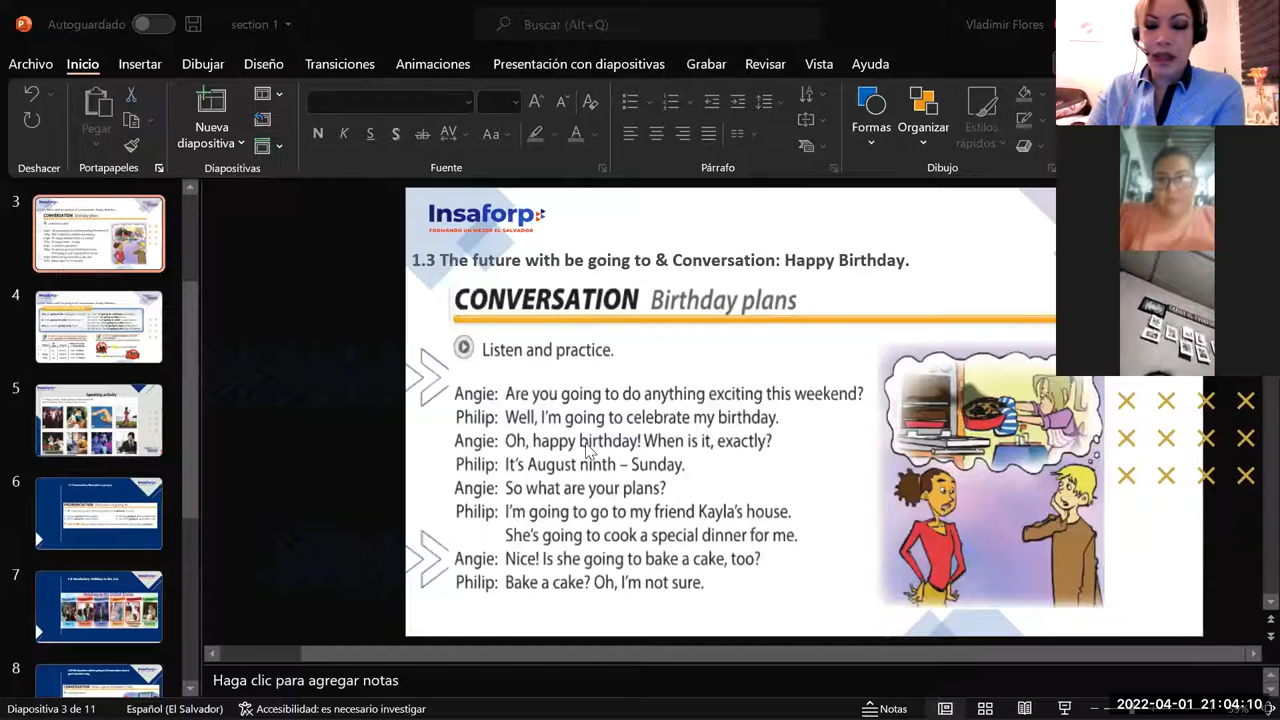 Autoguardado
section 1
Buscar (Alt+Q)
Vladimir Flores
Archivo Inicio Insertar Dibujar Diseño Transiciones Animaciones Presentación con diapositivas Grabar Revisar Vista Ayuda
Pegar
Nueva diapositiva
Formas Organizar Estilos rápidos
Deshacer Portapapeles Diapositivas Fuente Párrafo Dibujo
3
4
5
6
7
8
Insaforp
FORMANDO UN MEJOR EL SALVADOR
1.3 The future with be going to & Conversation: Happy Birthday.
CONVERSATION Birthday plans
Listen and practice.
Angie: Are you going to do anything exciting this weekend?
Philip: Well, I'm going to celebrate my birthday.
Angie: Oh, happy birthday! When is it, exactly?
Philip: It's August ninth – Sunday.
Angie: So what are your plans?
Philip: I'm going to go to my friend Kayla's house.
She's going to cook a special dinner for me.
Angie: Nice! Is she going to bake a cake, too?
Philip: Bake a cake? Oh, I'm not sure.
Haga clic para agregar notas
Diapositiva 3 de 11 Español (El Salvador) Accesibilidad: es necesario investigar Notas
2022-04-01 21:04:10